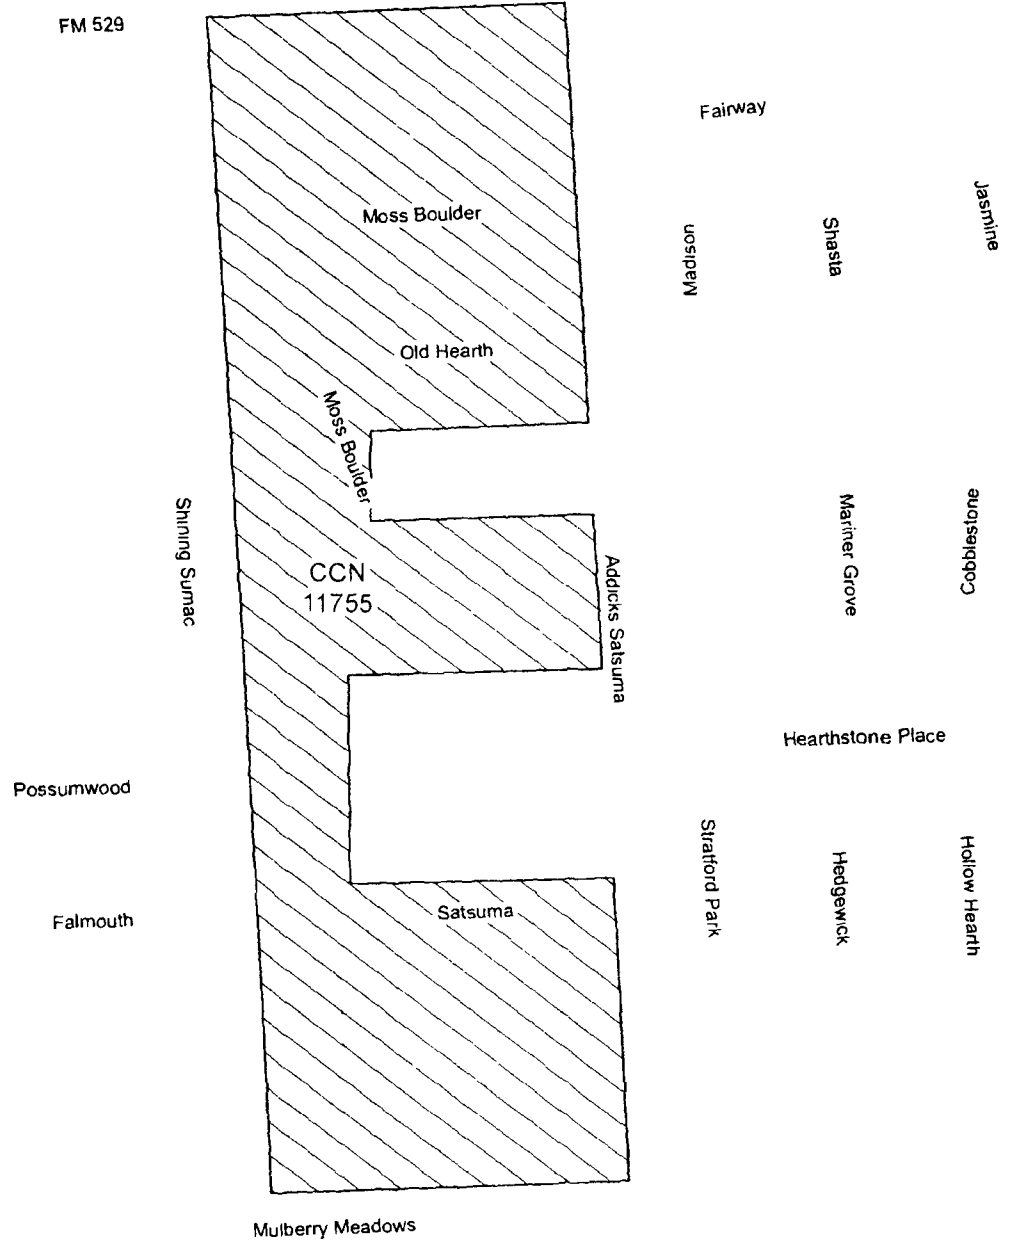 FM 529
Fairway
Moss Boulder
Madison
Shasta
Jasmine
Old Hearth
Moss Boulder
Shining Sumac
CCN
11755
Addicks Satsuma
Mariner Grove
Cobblestone
Hearthstone Place
Possumwood
Stratford Park
Hedgewick
Hollow Hearth
Falmouth
Satsuma
Mulberry Meadows